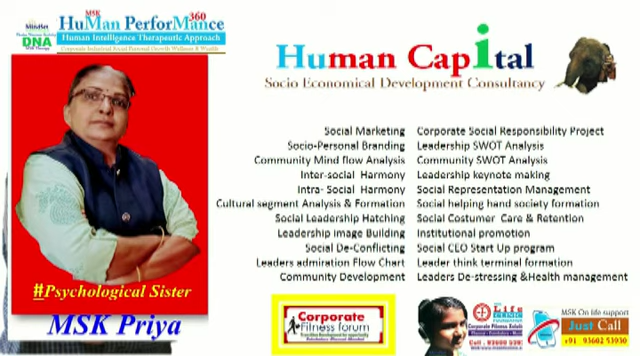 MSK
HuMan PerforMance
360
Human Intelligence Therapeutic Approach
MindSet
DNA
#Psychological Sister
MSK Priya
Human Capital
Socio Economical Development Consultancy
Social Marketing
Socio-Personal Branding
Community Mind flow Analysis
Inter-social Harmony
Intra- Social Harmony
Cultural segment Analysis & Formation
Social Leadership Hatching
Leadership image Building
Social De-Conflicting
Leaders admiration Flow Chart
Community Development
Corporate Social Responsibility Project
Leadership SWOT Analysis
Community SWOT Analysis
Leadership keynote making
Social Representation Management
Social helping hand society formation
Social Costumer Care & Retention
Institutional promotion
Social CEO Start Up program
Leader think terminal formation
Leaders De-stressing &Health management
Corporate
Fitness forum
Life
CLINIC
MSK On life support
Just Call
+91 93602 53930